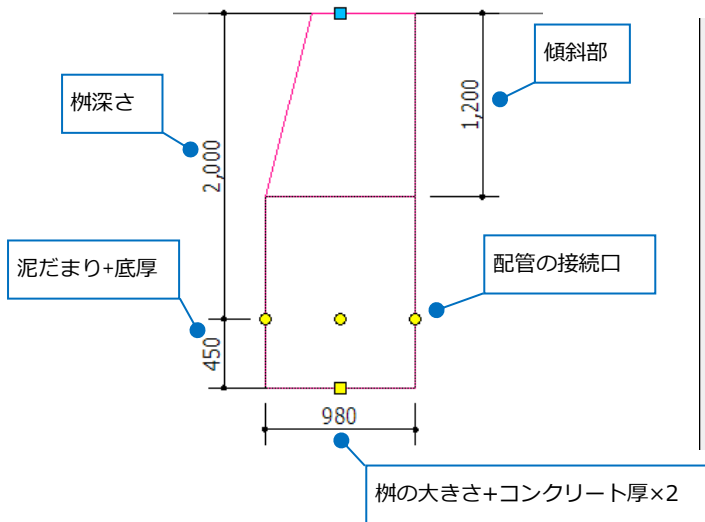 傾斜部
桝深さ
1,200
2,000
泥だまり+底厚
配管の接続口
450
980
桝の大きさ+コンクリート厚×2